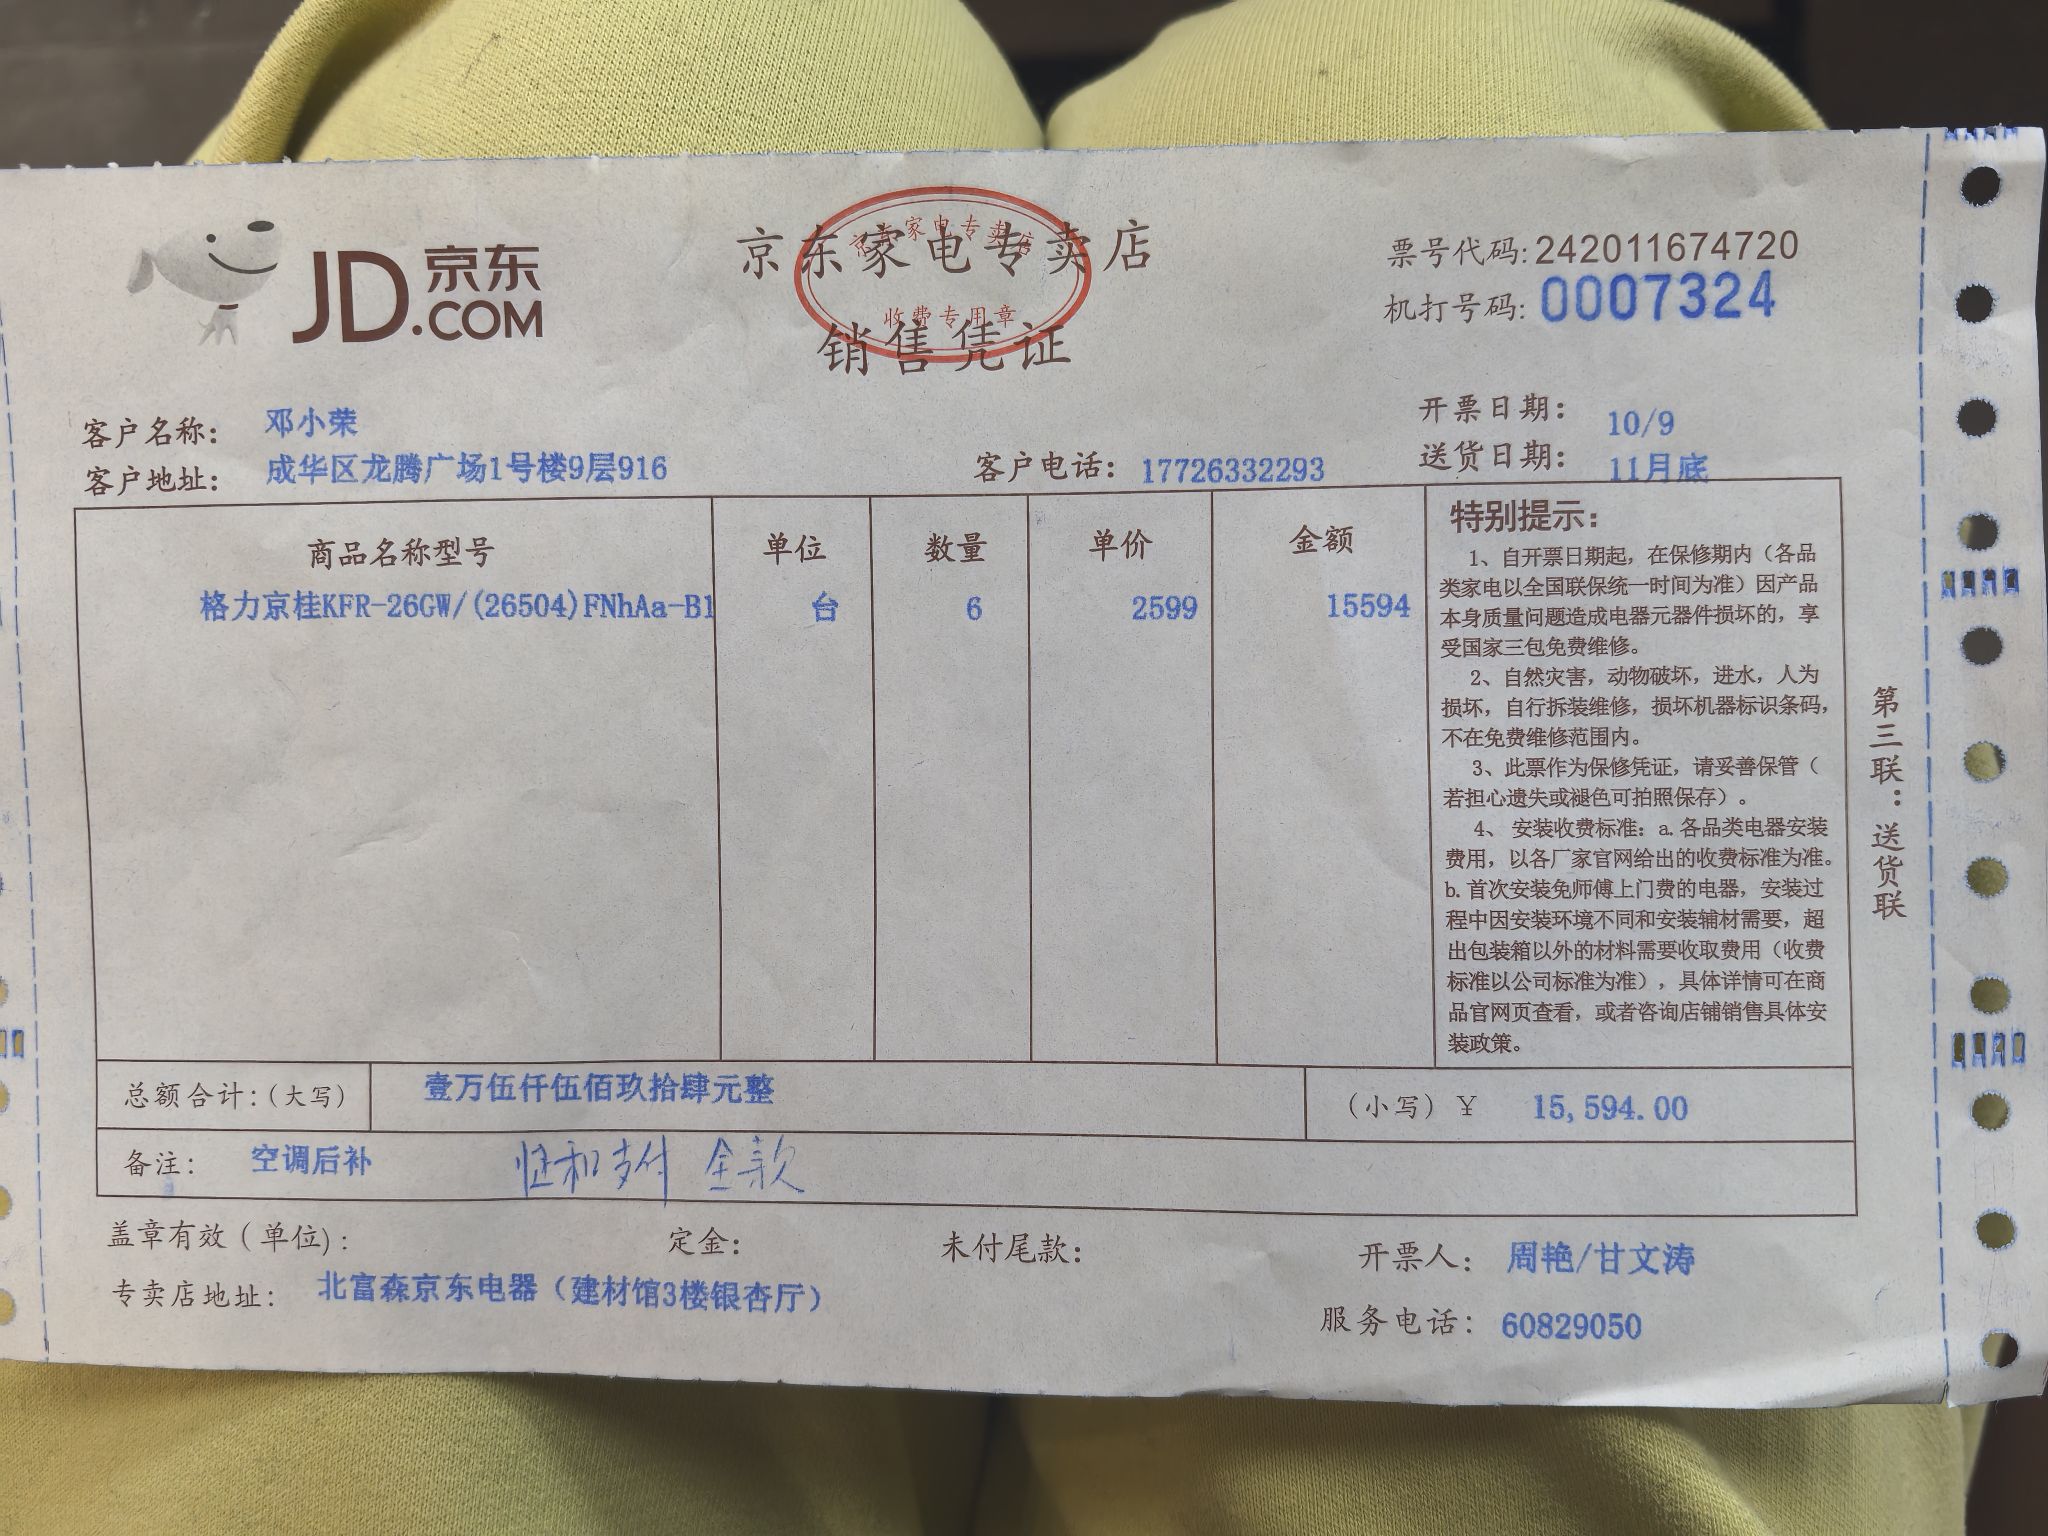 JD.COM 京东
京东家电专卖店
销售凭证
京东家电专卖店
收费专用章
票号代码:242011674720
机打号码:0007324
客户名称: 邓小荣
开票日期: 10/9
客户地址: 成华区龙腾广场1号楼9层916 客户电话: 17726332293 送货日期: 11月底
商品名称型号 单位 数量 单价 金额
格力京桂KFR-26GW/(26504)FNhAa-B1 台 6 2599 15594
特别提示:
1、自开票日期起,在保修期内(各品
类家电以全国联保统一时间为准)因产品
本身质量问题造成电器元器件损坏的,享
受国家三包免费维修。
2、自然灾害,动物破坏,进水,人为
损坏,自行拆装维修,损坏机器标识条码,
不在免费维修范围内。
3、此票作为保修凭证,请妥善保管(
若担心遗失或褪色可拍照保存)。
4、安装收费标准: a.各品类电器安装
费用,以各厂家官网给出的收费标准为准。
b.首次安装免师傅上门费的电器,安装过
程中因安装环境不同和安装辅材需要,超
出包装箱以外的材料需要收取费用(收费
标准以公司标准为准),具体详情可在商
品官网页查看,或者咨询店铺销售具体安
装政策。
第三联:送货联
总额合计:(大写) 壹万伍仟伍佰玖拾肆元整 (小写)¥ 15,594.00
备注: 空调后补 恒和支付 全款
盖章有效(单位): 定金: 未付尾款: 开票人: 周艳/甘文涛
专卖店地址: 北富森京东电器(建材馆3楼银杏厅)
服务电话: 60829050